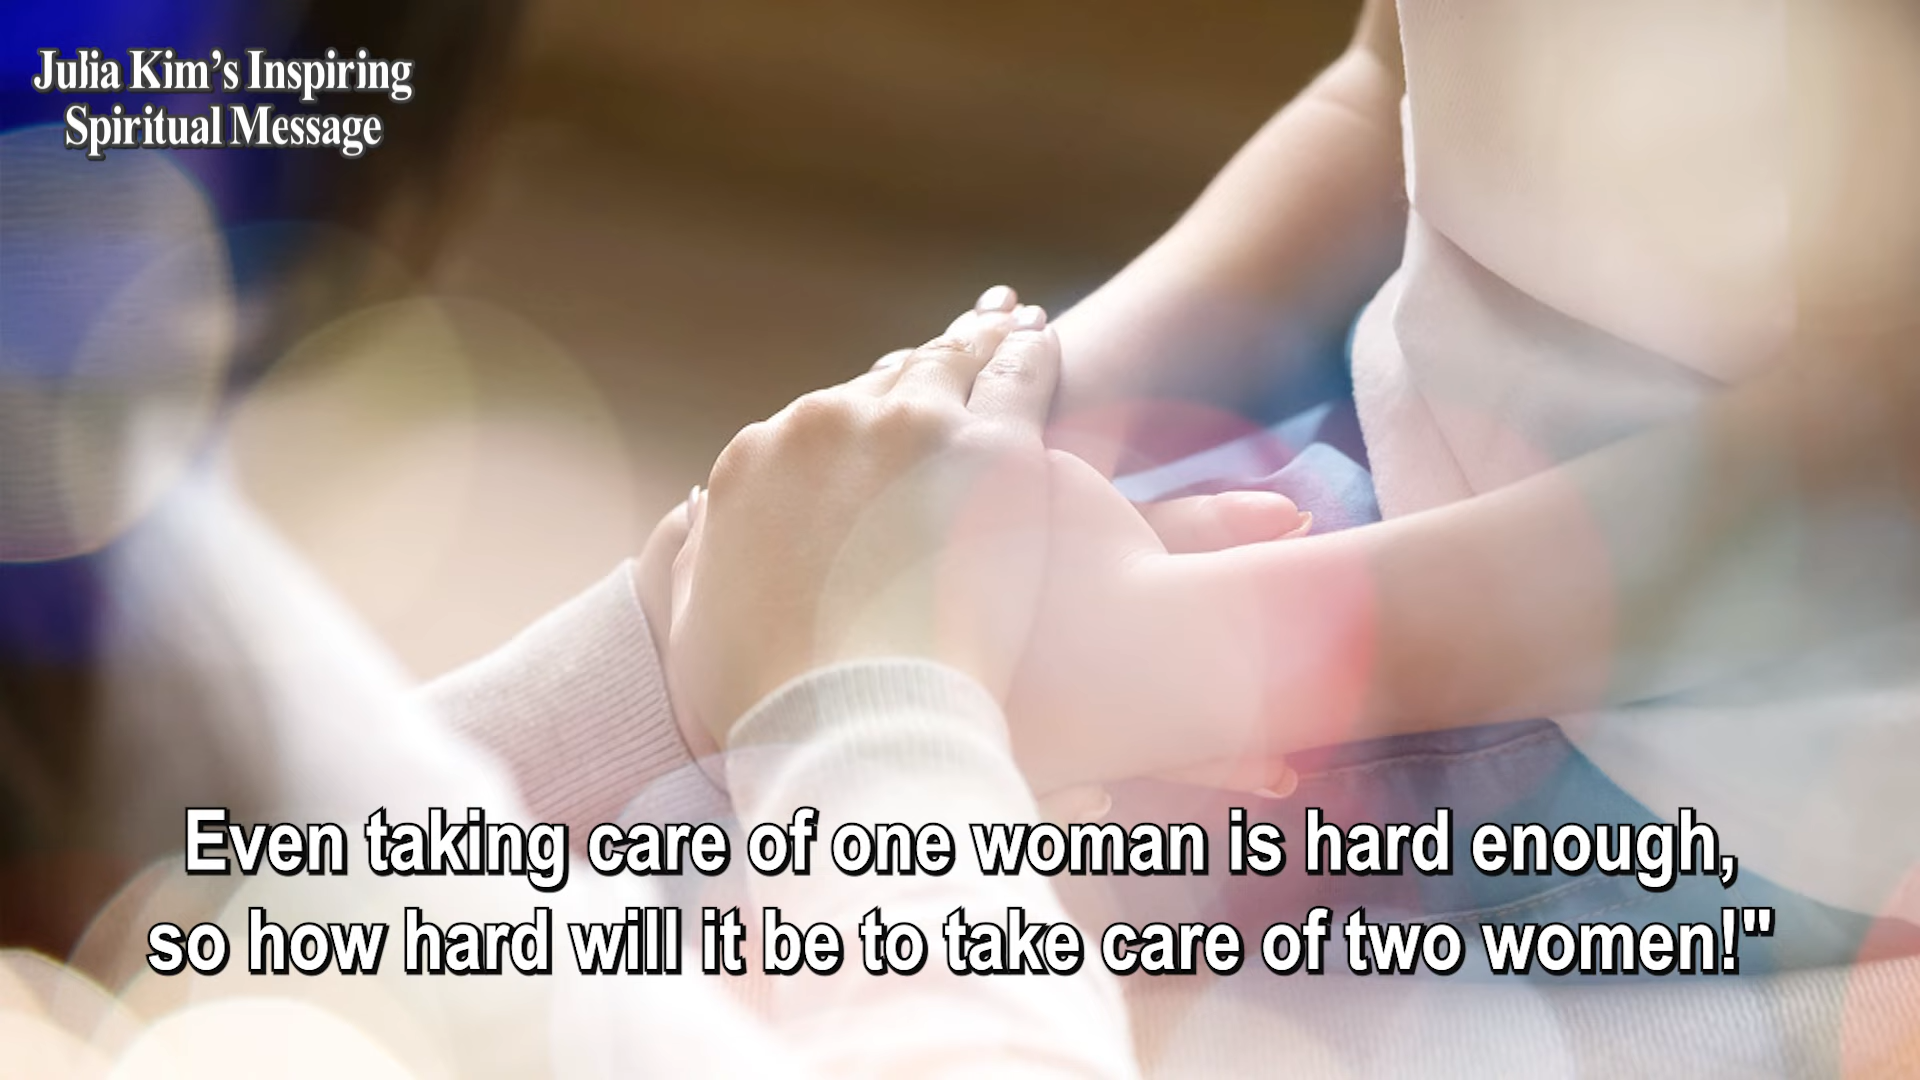 Julia Kim’s Inspiring
Spiritual Message
Even taking care of one woman is hard enough,
so how hard will it be to take care of two women!"